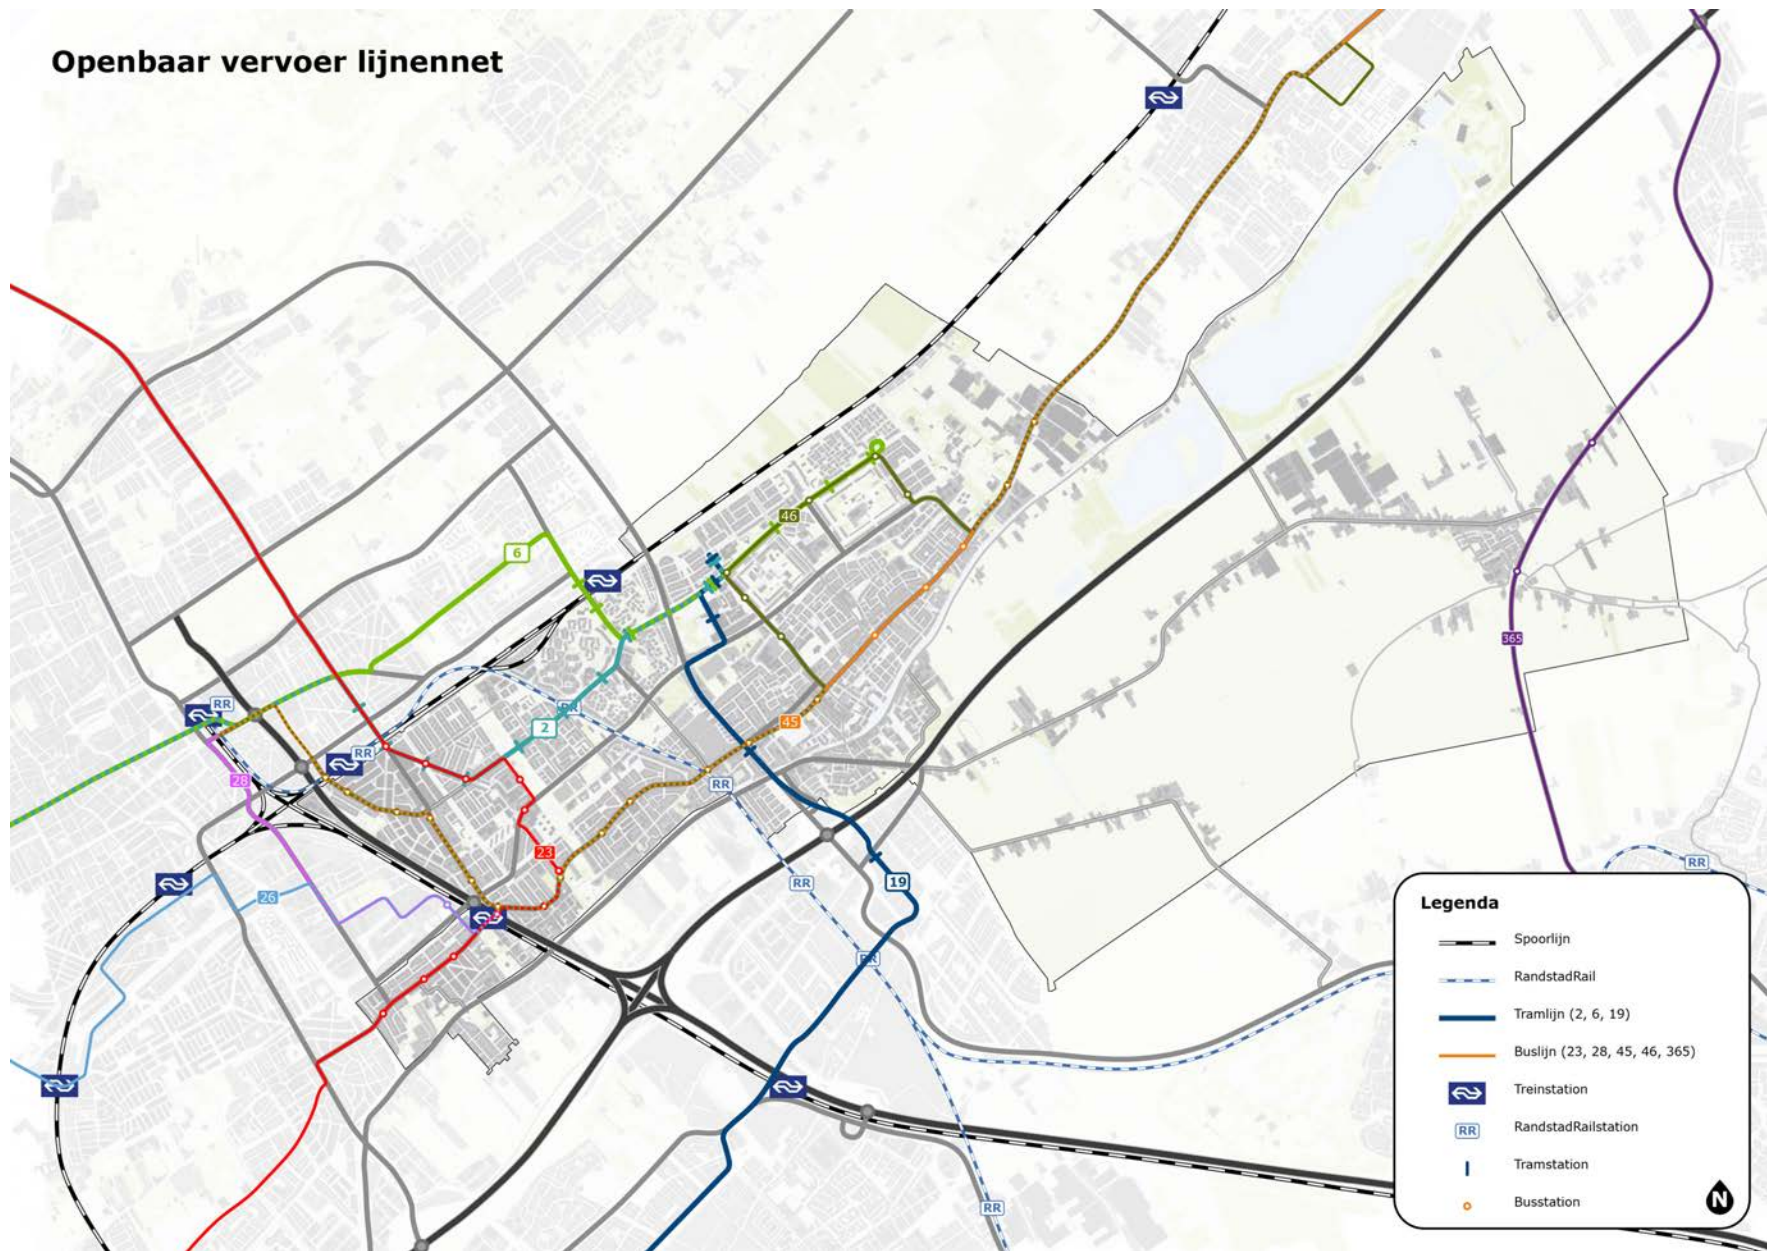 Openbaar vervoer lijnennet
46
6
365
RR
RR
2
RR
45
28
RR
23
RR
RR
19
26
RR
RR
Legenda
Spoorlijn
RandstadRail
Tramlijn (2, 6, 19)
Buslijn (23, 28, 45, 46, 365)
Treinstation
RR
RandstadRailstation
Tramstation
Busstation
N